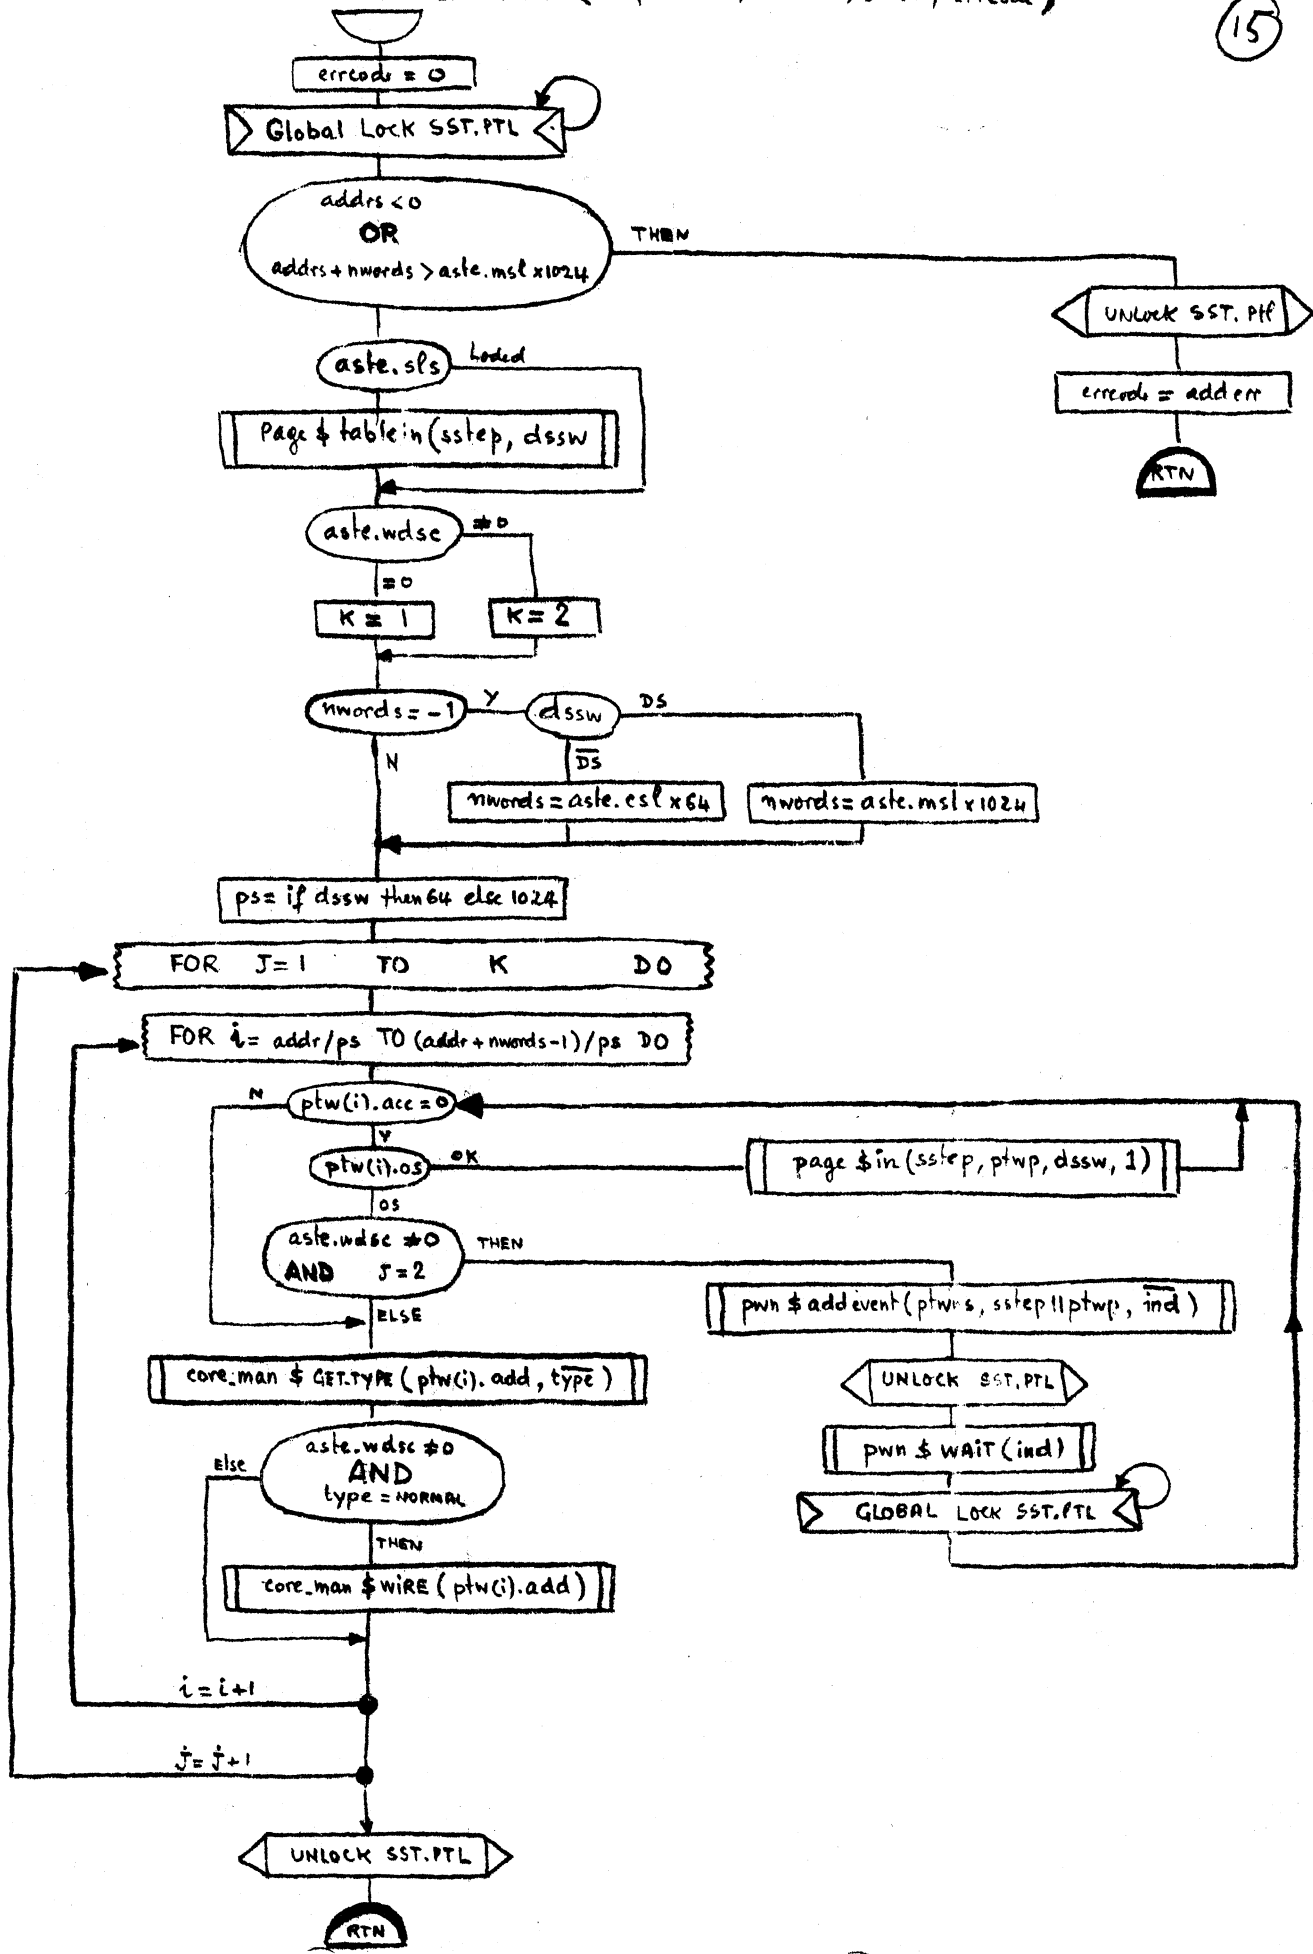 errcode)
15
errcode = 0
Global Lock SST.PTL
addrs < 0
OR
addrs + nwords > aste.msl x 1024
THEN
UNLOCK SST. Ptl
errcode = adderr
RTN
aste.sls
Loded
Page $ tablein (sstep, dssw
aste.wdsc
≠0
=0
K = 1
K = 2
nwords = -1
Y
dssw
DS
N
D̅S̅
nwords = aste.csl x 64
nwords = aste.msl x 1024
ps = if dssw then 64 else 1024
FOR J = 1 TO K DO
FOR i = addr/ps TO (addr + nwords-1)/ps DO
N
ptw(i).acc = 0
Y
ptw(i).os
OK
page $in (sstep, ptwp, dssw, 1)
OS
aste.wdsc ≠0
AND J = 2
THEN
ELSE
pwn $ addevent (ptwrs, sstep || ptwp, i̅n̅d̅)
UNLOCK SST.PTL
pwn $ WAiT (ind)
GLOBAL LOCK SST.PTL
core_man $ GET.TYPE (ptw(i). add, t̅y̅p̅e̅)
aste.wdsc ≠0
AND
type = NORMAL
Else
THEN
core_man $ WiRE (ptw(i).add)
i = i+1
j = j+1
UNLOCK SST.PTL
RTN